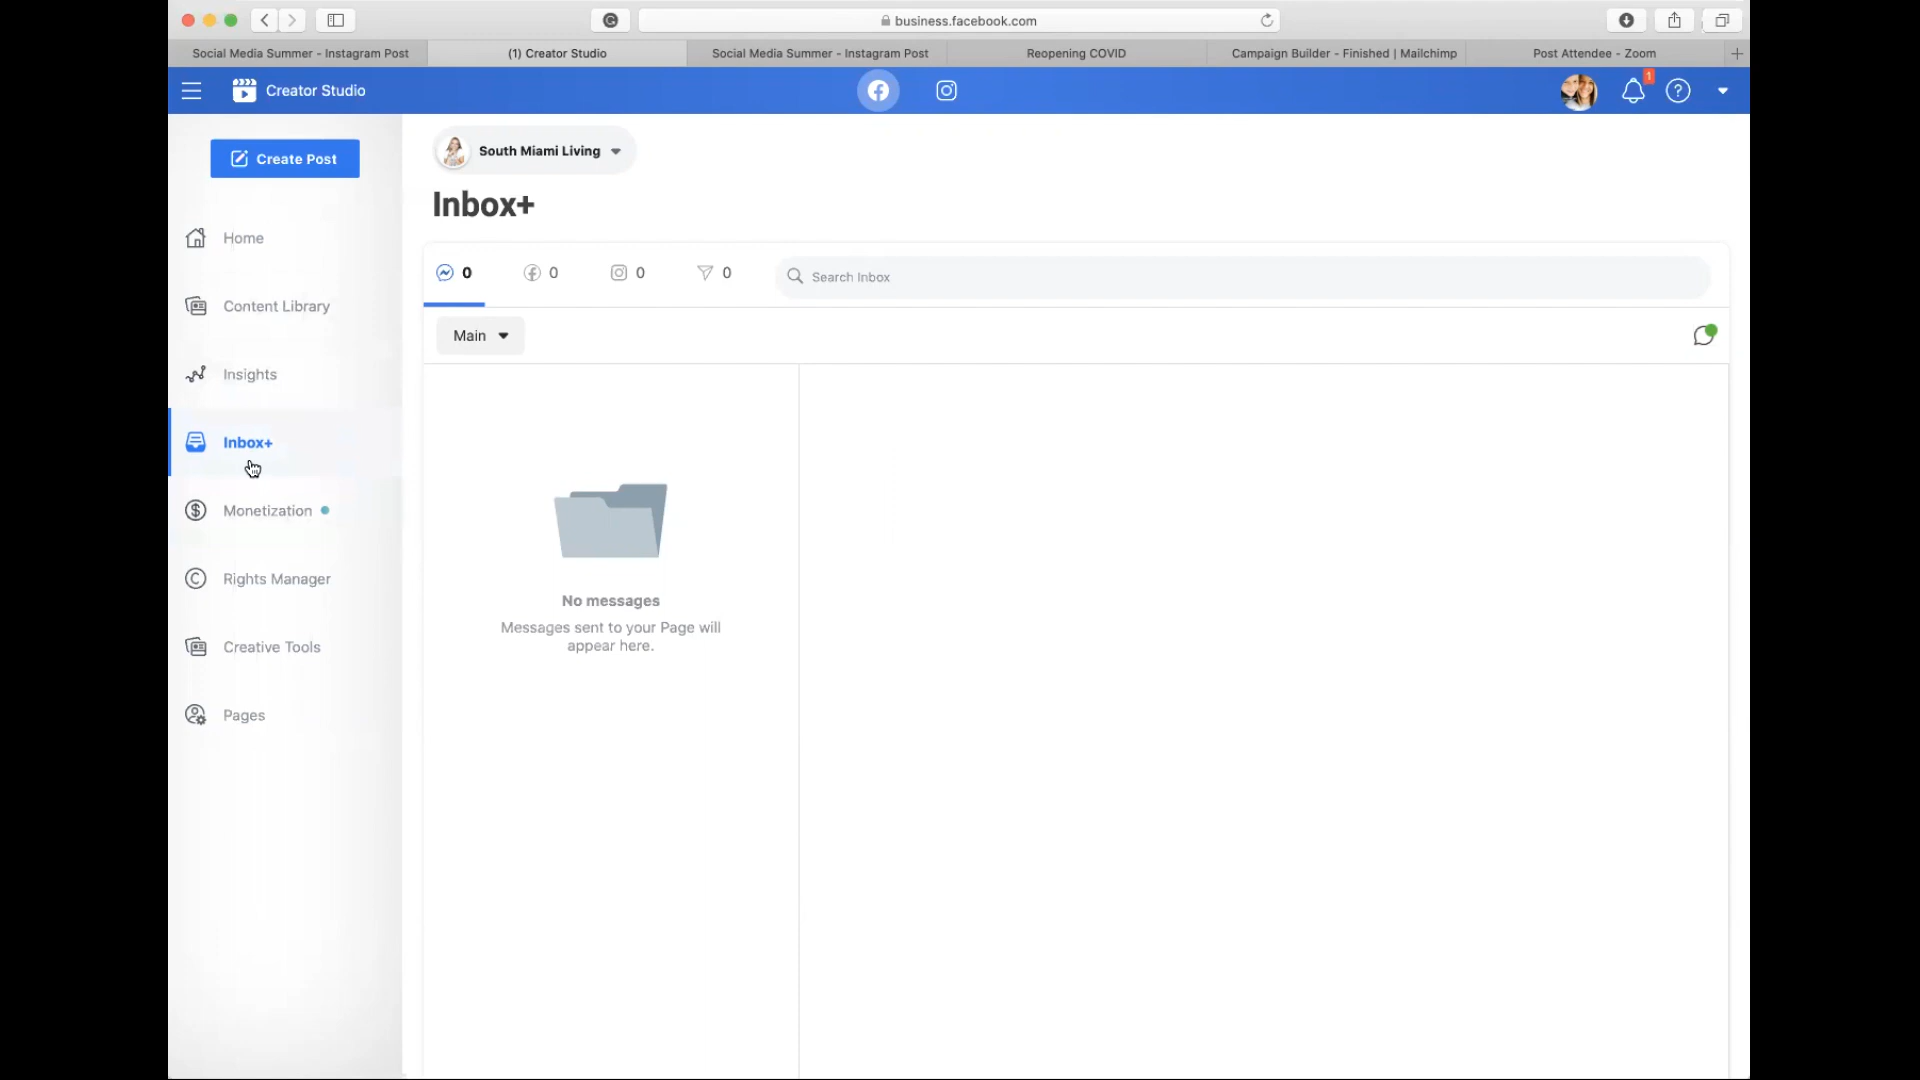 business.facebook.com
Social Media Summer - Instagram Post
(1) Creator Studio
Social Media Summer - Instagram Post
Reopening COVID
Campaign Builder - Finished | Mailchimp
Post Attendee - Zoom
Creator Studio
1
Create Post
South Miami Living
Inbox+
Home
0
0
0
0
Search Inbox
Content Library
Main
Insights
Inbox+
Monetization
Rights Manager
No messages
Messages sent to your Page will
appear here.
Creative Tools
Pages